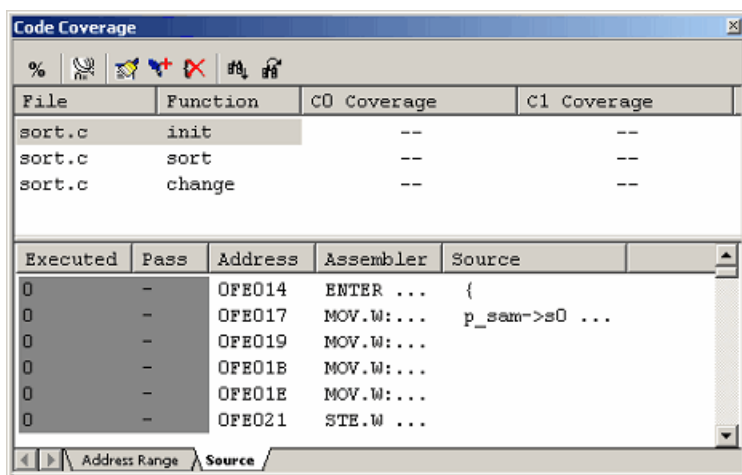 Code Coverage
%
File Function C0 Coverage C1 Coverage
sort.c init -- --
sort.c sort -- --
sort.c change -- --
Executed Pass Address Assembler Source
0 - 0FE014 ENTER ... {
0 - 0FE017 MOV.W:... p_sam->s0 ...
0 - 0FE019 MOV.W:...
0 - 0FE01B MOV.W:...
0 - 0FE01E MOV.W:...
0 - 0FE021 STE.W ...
Address Range Source